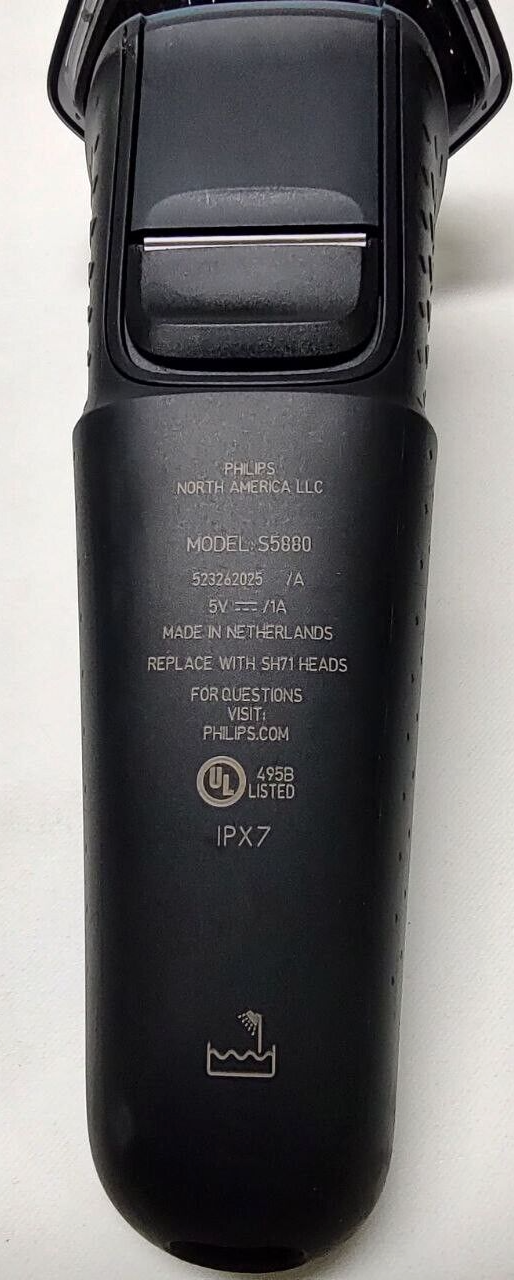 PHILIPS
NORTH AMERICA LLC
MODEL: S5880
523262025 /A
5V ⎓ /1A
MADE IN NETHERLANDS
REPLACE WITH SH71 HEADS
FOR QUESTIONS
VISIT:
PHILIPS.COM
UL 495B
LISTED
IPX7